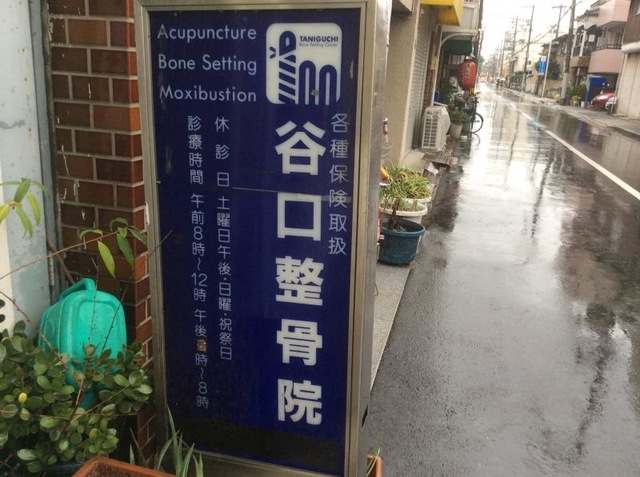 Acupuncture
Bone Setting
Moxibustion
TANIGUCHI
Bone Setting Center
各種保険取扱
谷口整骨院
休診日 土曜日午後・日曜・祝祭日
診療時間 午前8時～12時 午後 時～8時